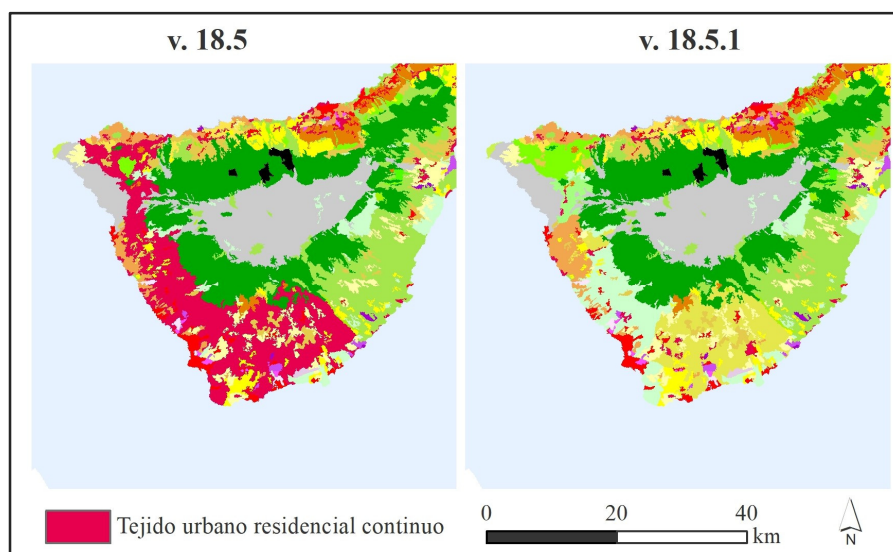 v. 18.5
v. 18.5.1
Tejido urbano residencial continuo
0 20 40
km
N